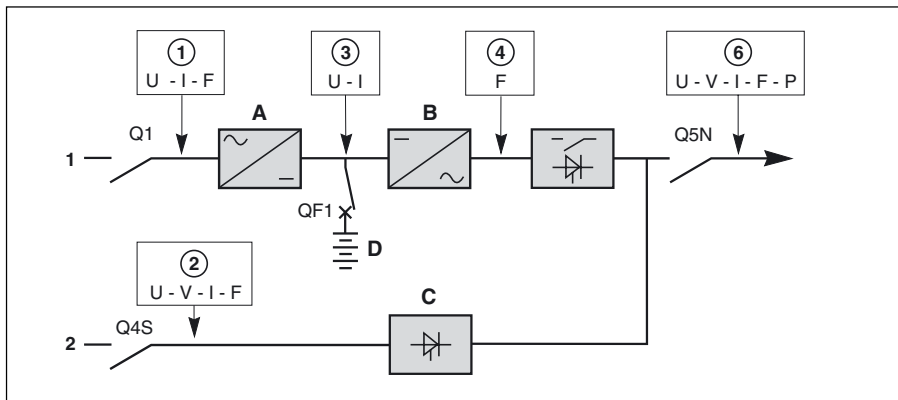 1
U - I - F
3
U - I
4
F
6
U - V - I - F - P
A
B
Q1
Q5N
1
QF1
D
2
U - V - I - F
C
Q4S
2